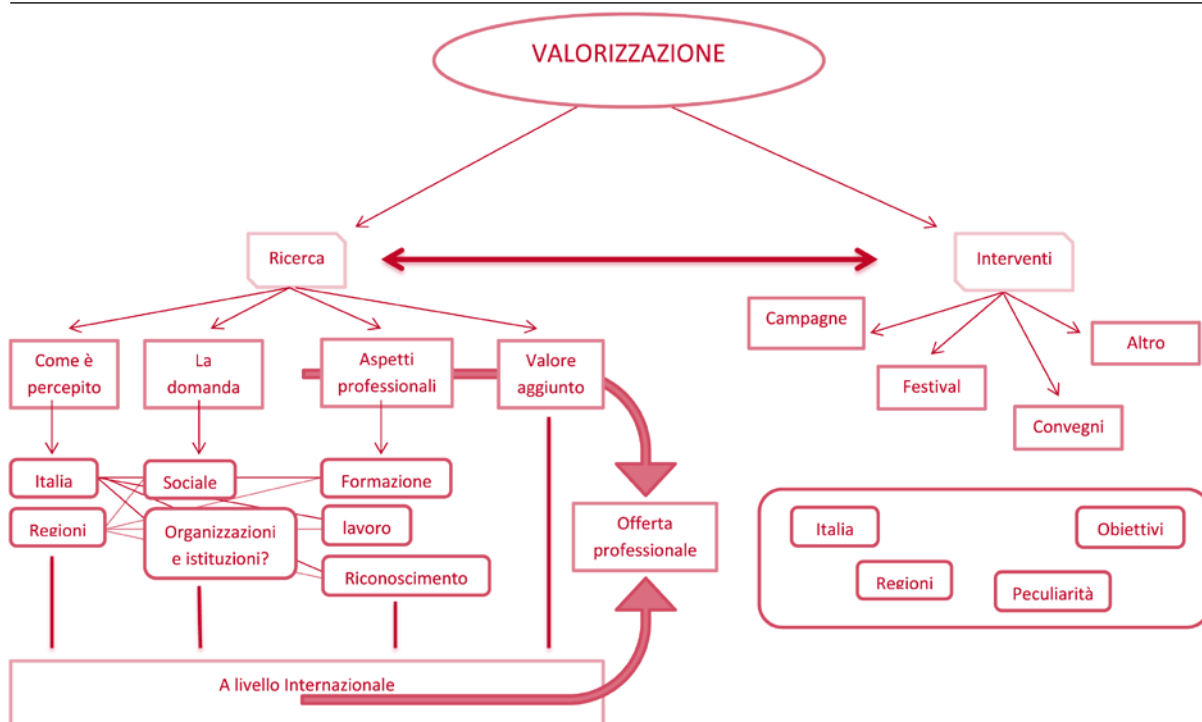 VALORIZZAZIONE
Ricerca
Interventi
Campagne
Altro
Festival
Convegni
Come è
percepito
La
domanda
Aspetti
professionali
Valore
aggiunto
Italia
Sociale
Formazione
Regioni
Organizzazioni
e istituzioni?
lavoro
Riconoscimento
Offerta
professionale
Italia
Obiettivi
Regioni
Peculiarità
A livello Internazionale